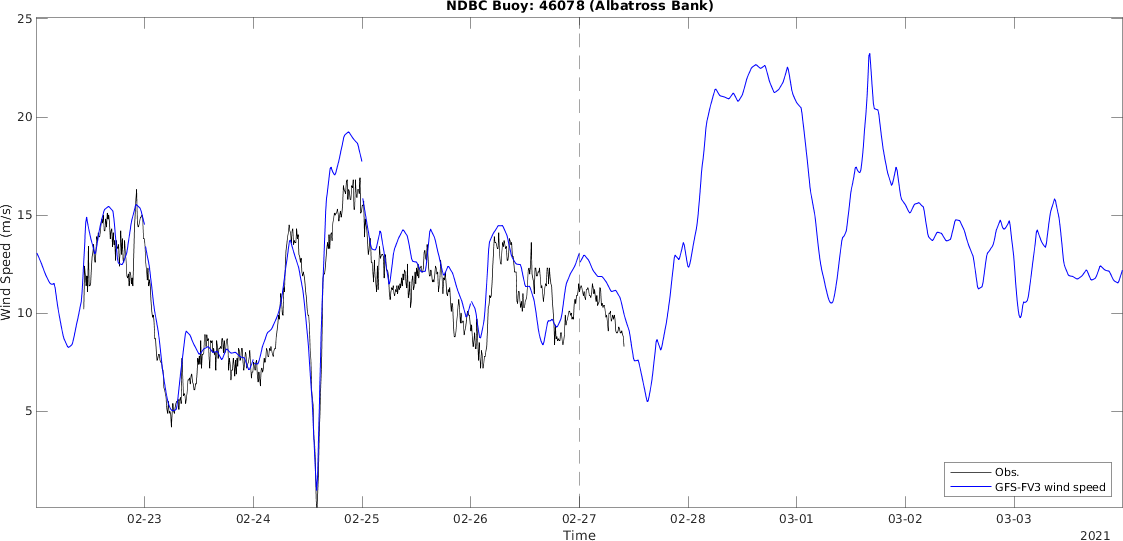 NDBC Buoy: 46078 (Albatross Bank)
25
20
15
10
5
Wind Speed (m/s)
02-23 02-24 02-25 02-26 02-27 02-28 03-01 03-02 03-03
Time
2021
Obs.
GFS-FV3 wind speed